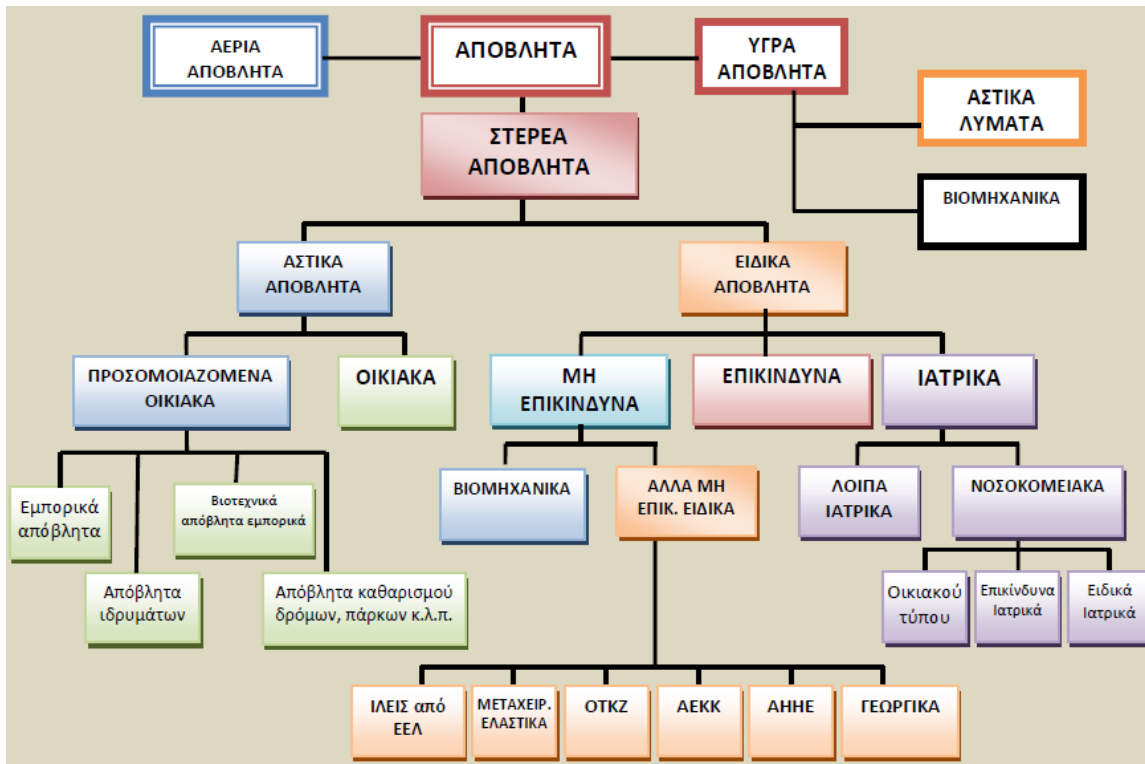 ΑΕΡΙΑ
ΑΠΟΒΛΗΤΑ
ΑΠΟΒΛΗΤΑ
ΥΓΡΑ
ΑΠΟΒΛΗΤΑ
ΑΣΤΙΚΑ
ΛΥΜΑΤΑ
ΣΤΕΡΕΑ
ΑΠΟΒΛΗΤΑ
ΒΙΟΜΗΧΑΝΙΚΑ
ΑΣΤΙΚΑ
ΑΠΟΒΛΗΤΑ
ΕΙΔΙΚΑ
ΑΠΟΒΛΗΤΑ
ΠΡΟΣΟΜΟΙΑΖΟΜΕΝΑ
ΟΙΚΙΑΚΑ
ΟΙΚΙΑΚΑ
ΜΗ
ΕΠΙΚΙΝΔΥΝΑ
ΕΠΙΚΙΝΔΥΝΑ
ΙΑΤΡΙΚΑ
Εμπορικά
απόβλητα
Βιοτεχνικά
απόβλητα εμπορικά
ΒΙΟΜΗΧΑΝΙΚΑ
ΑΛΛΑ ΜΗ
ΕΠΙΚ. ΕΙΔΙΚΑ
ΛΟΙΠΑ
ΙΑΤΡΙΚΑ
ΝΟΣΟΚΟΜΕΙΑΚΑ
Απόβλητα
ιδρυμάτων
Απόβλητα καθαρισμού
δρόμων, πάρκων κ.λ.π.
Οικιακού
τύπου
Επικίνδυνα
Ιατρικά
Ειδικά
Ιατρικά
ΙΛΕΙΣ από
ΕΕΛ
ΜΕΤΑΧΕΙΡ.
ΕΛΑΣΤΙΚΑ
ΟΤΚΖ
ΑΕΚΚ
ΑΗΗΕ
ΓΕΩΡΓΙΚΑ